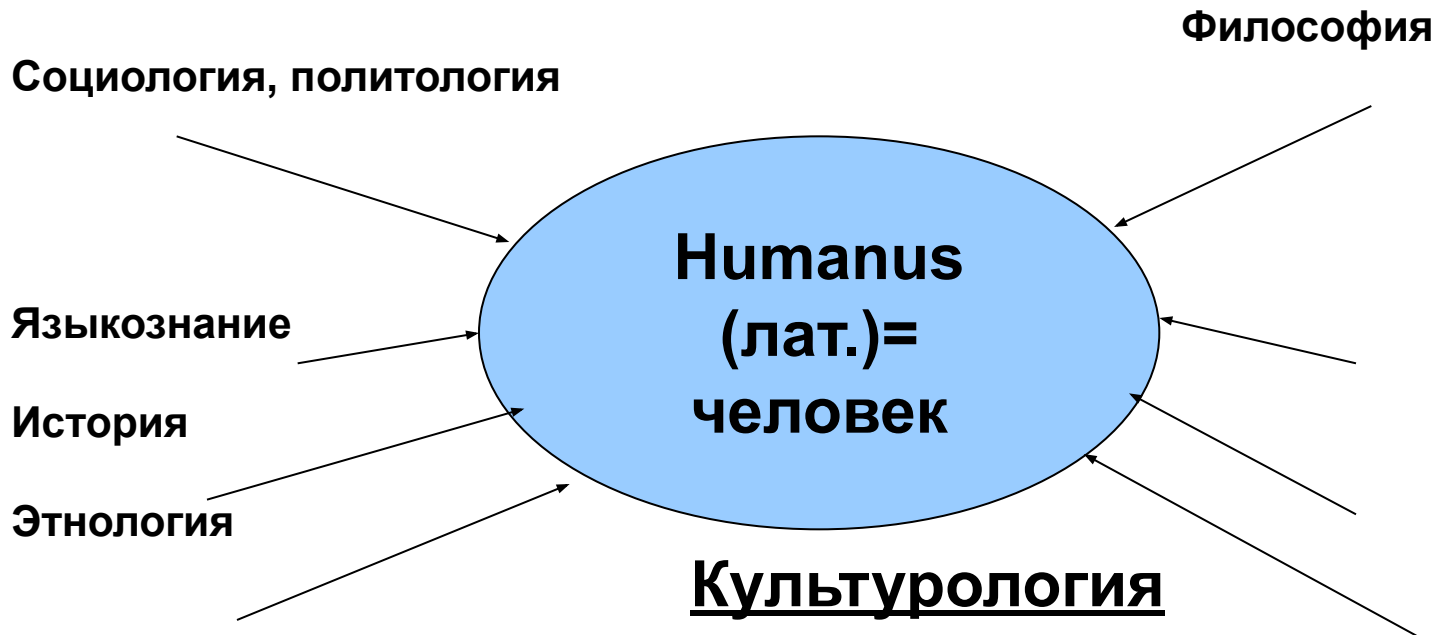 Философия
Социология, политология
Humanus
(лат.)=
человек
Языкознание
История
Этнология
Культурология